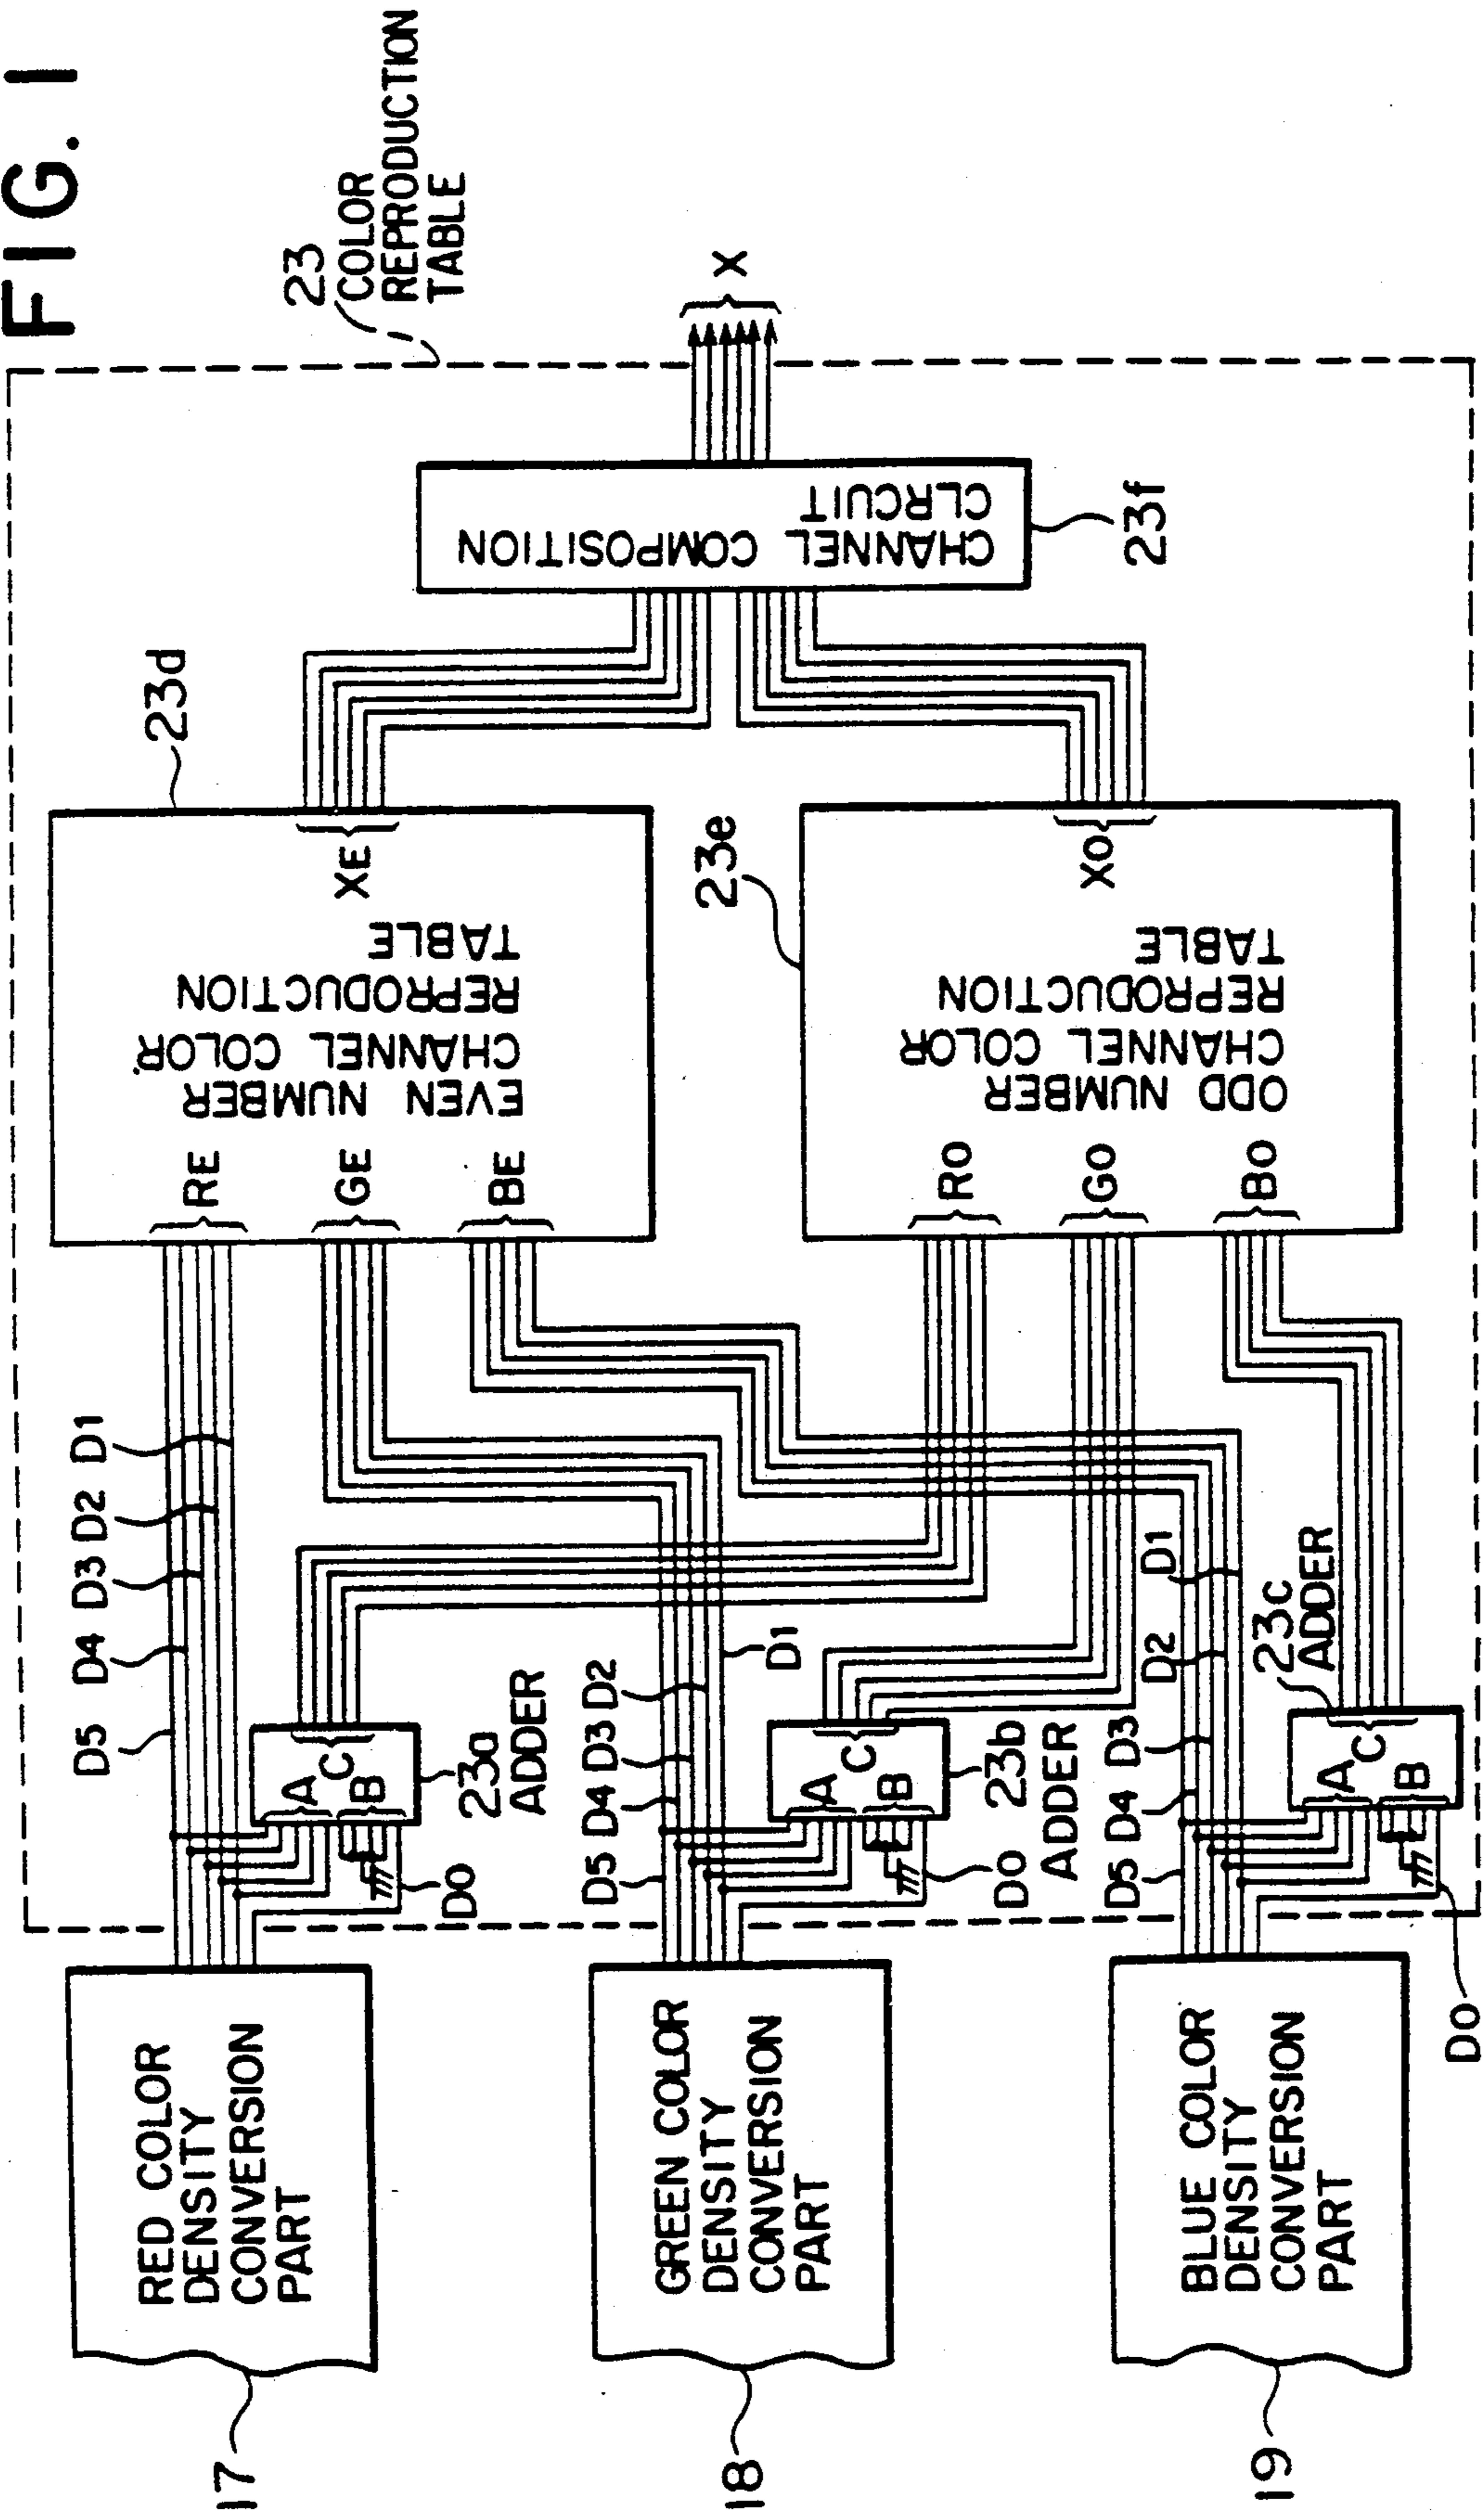 FIG. 1
23
COLOR
REPRODUCTION
TABLE
17
RED COLOR
DENSITY
CONVERSION
PART
D5
D4
D3
D2
D1
D0
A
B
C
23a
ADDER
RE
GE
BE
EVEN NUMBER
CHANNEL COLOR
REPRODUCTION
TABLE
XE
23d
18
GREEN COLOR
DENSITY
CONVERSION
PART
D5
D4
D3
D2
D1
D0
A
B
C
23b
ADDER
RO
GO
BO
ODD NUMBER
CHANNEL COLOR
REPRODUCTION
TABLE
XO
23e
CHANNEL COMPOSITION
CLRCUIT
23f
X
19
BLUE COLOR
DENSITY
CONVERSION
PART
D5
D4
D3
D2
D1
D0
A
B
C
23c
ADDER